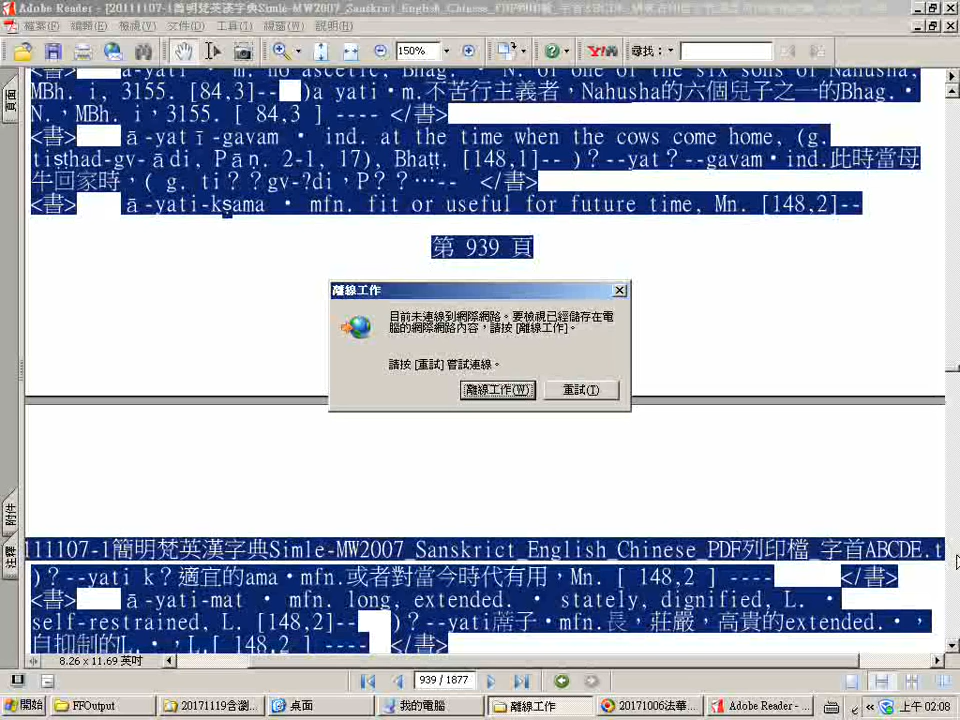 Adobe Reader - [20111107-1簡明梵英漢字典Simle-MW2007_Sanskrict_English_Chinese_PDF列印檔_字首
檔案(F) 編輯(E) 檢視(V) 文件(D) 工具(T) 視窗(W) 說明(H)
150% Y! 尋找:
頁面
<書> a-yati • m. no ascetic, Bhag. • N. of one of the six sons of Nahusha,
MBh. i, 3155. [84,3]-- )a yati•m.不苦行主義者，Nahusha的六個兒子之一的Bhag.•
N.，MBh. i，3155. [ 84,3 ] ---- </書>
<書> ā-yatī-gavam • ind. at the time when the cows come home, (g.
tiṣthad-gv-ādi, Pāṇ. 2-1, 17), Bhaṭṭ. [148,1]-- )？--yat？--gavam•ind.此時當母
牛回家時，( g. ti？？gv-?di，P？？…-- </書>
<書> ā-yati-kṣama • mfn. fit or useful for future time, Mn. [148,2]--
第 939 頁
離線工作
目前未連線到網際網路。要檢視已經儲存在電
腦的網際網路內容，請按 [離線工作]。
請按 [重試] 嘗試連線。
離線工作(W) 重試(T)
附件
注釋
111107-1簡明梵英漢字典Simle-MW2007_Sanskrict_English_Chinese_PDF列印檔_字首ABCDE.t
)？--yati k？適宜的ama•mfn.或者對當今時代有用，Mn. [ 148,2 ] ---- </書>
<書> ā-yati-mat • mfn. long, extended. • stately, dignified, L. •
self-restrained, L. [148,2]-- )？--yati蓆子•mfn.長，莊嚴，高貴的extended.•，
自抑制的L.•，L.[ 148,2 ] ---- </書>
8.26 x 11.69 英吋
939 / 1877
開始 FFOutput 20171119含瀏... 桌面 我的電腦 離線工作 20171006法華... Adobe Reader -... 上午 02:08